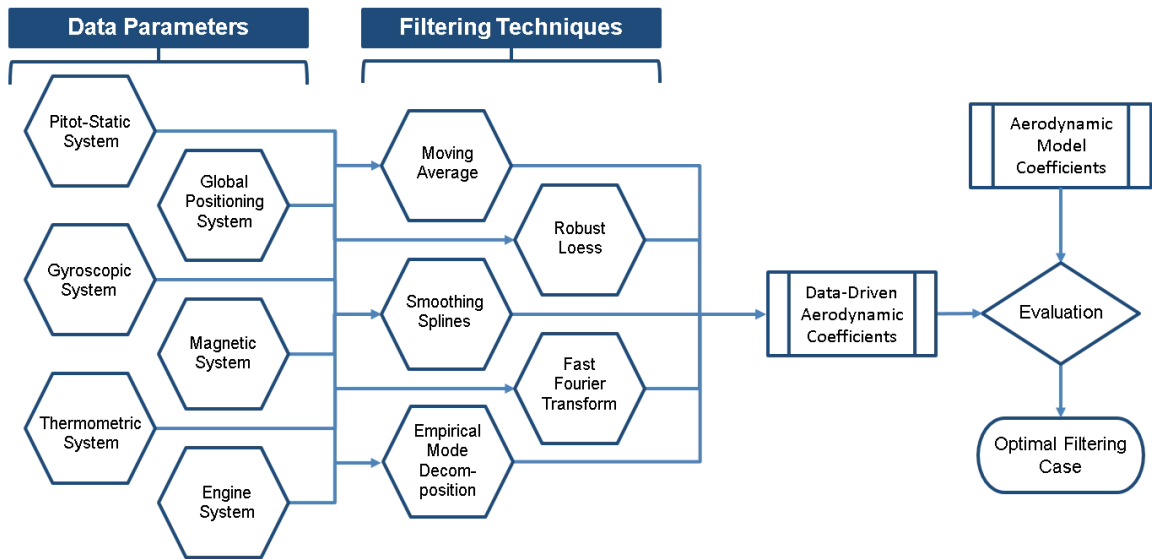 Data Parameters
Filtering Techniques
Pitot-Static
System
Global
Positioning
System
Gyroscopic
System
Magnetic
System
Thermometric
System
Engine
System
Moving
Average
Robust
Loess
Smoothing
Splines
Fast
Fourier
Transform
Empirical
Mode
Decom-
position
Data-Driven
Aerodynamic
Coefficients
Aerodynamic
Model
Coefficients
Evaluation
Optimal Filtering
Case